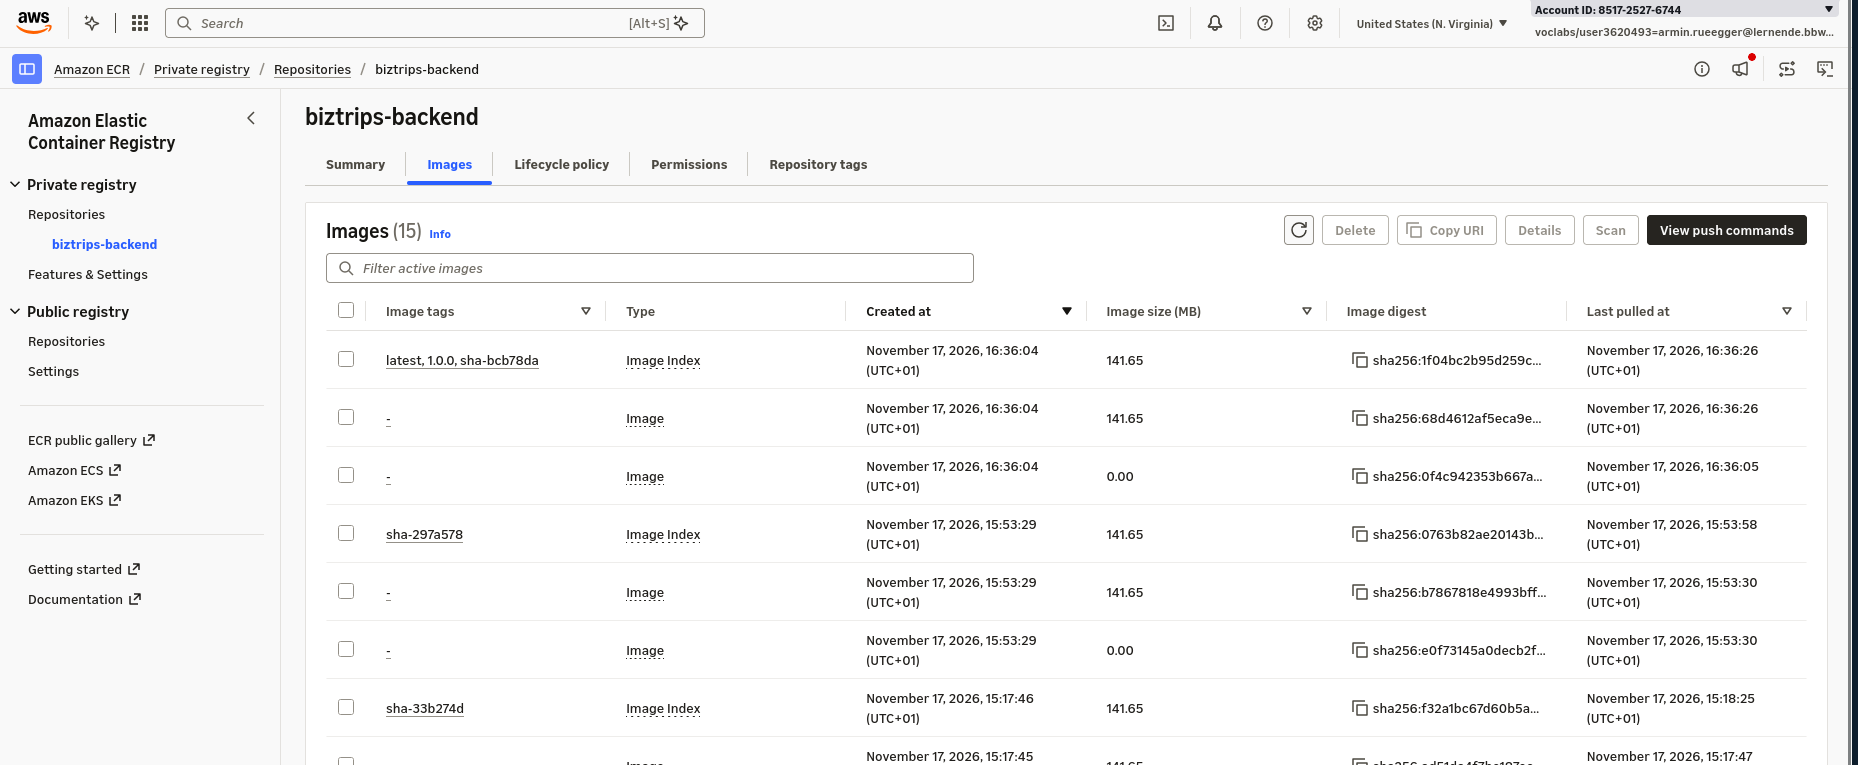 aws
Search
[Alt+S]
United States (N. Virginia)
Account ID: 8517-2527-6744
voclabs/user3620493=armin.rueegger@lernende.bbw...
Amazon ECR / Private registry / Repositories / biztrips-backend
Amazon Elastic
Container Registry
Private registry
Repositories
biztrips-backend
Features & Settings
Public registry
Repositories
Settings
ECR public gallery
Amazon ECS
Amazon EKS
Getting started
Documentation
biztrips-backend
Summary Images Lifecycle policy Permissions Repository tags
Images (15) Info
Delete Copy URI Details Scan View push commands
Filter active images
Image tags Type Created at Image size (MB) Image digest Last pulled at
latest, 1.0.0, sha-bcb78da Image Index November 17, 2026, 16:36:04 (UTC+01) 141.65 sha256:1f04bc2b95d259c... November 17, 2026, 16:36:26 (UTC+01)
- Image November 17, 2026, 16:36:04 (UTC+01) 141.65 sha256:68d4612af5eca9e... November 17, 2026, 16:36:26 (UTC+01)
- Image November 17, 2026, 16:36:04 (UTC+01) 0.00 sha256:0f4c942353b667a... November 17, 2026, 16:36:05 (UTC+01)
sha-297a578 Image Index November 17, 2026, 15:53:29 (UTC+01) 141.65 sha256:0763b82ae20143b... November 17, 2026, 15:53:58 (UTC+01)
- Image November 17, 2026, 15:53:29 (UTC+01) 141.65 sha256:b7867818e4993bff... November 17, 2026, 15:53:30 (UTC+01)
- Image November 17, 2026, 15:53:29 (UTC+01) 0.00 sha256:e0f73145a0decb2f... November 17, 2026, 15:53:30 (UTC+01)
sha-33b274d Image Index November 17, 2026, 15:17:46 (UTC+01) 141.65 sha256:f32a1bc67d60b5a... November 17, 2026, 15:18:25 (UTC+01)
November 17, 2026, 15:17:45 November 17, 2026, 15:17:47